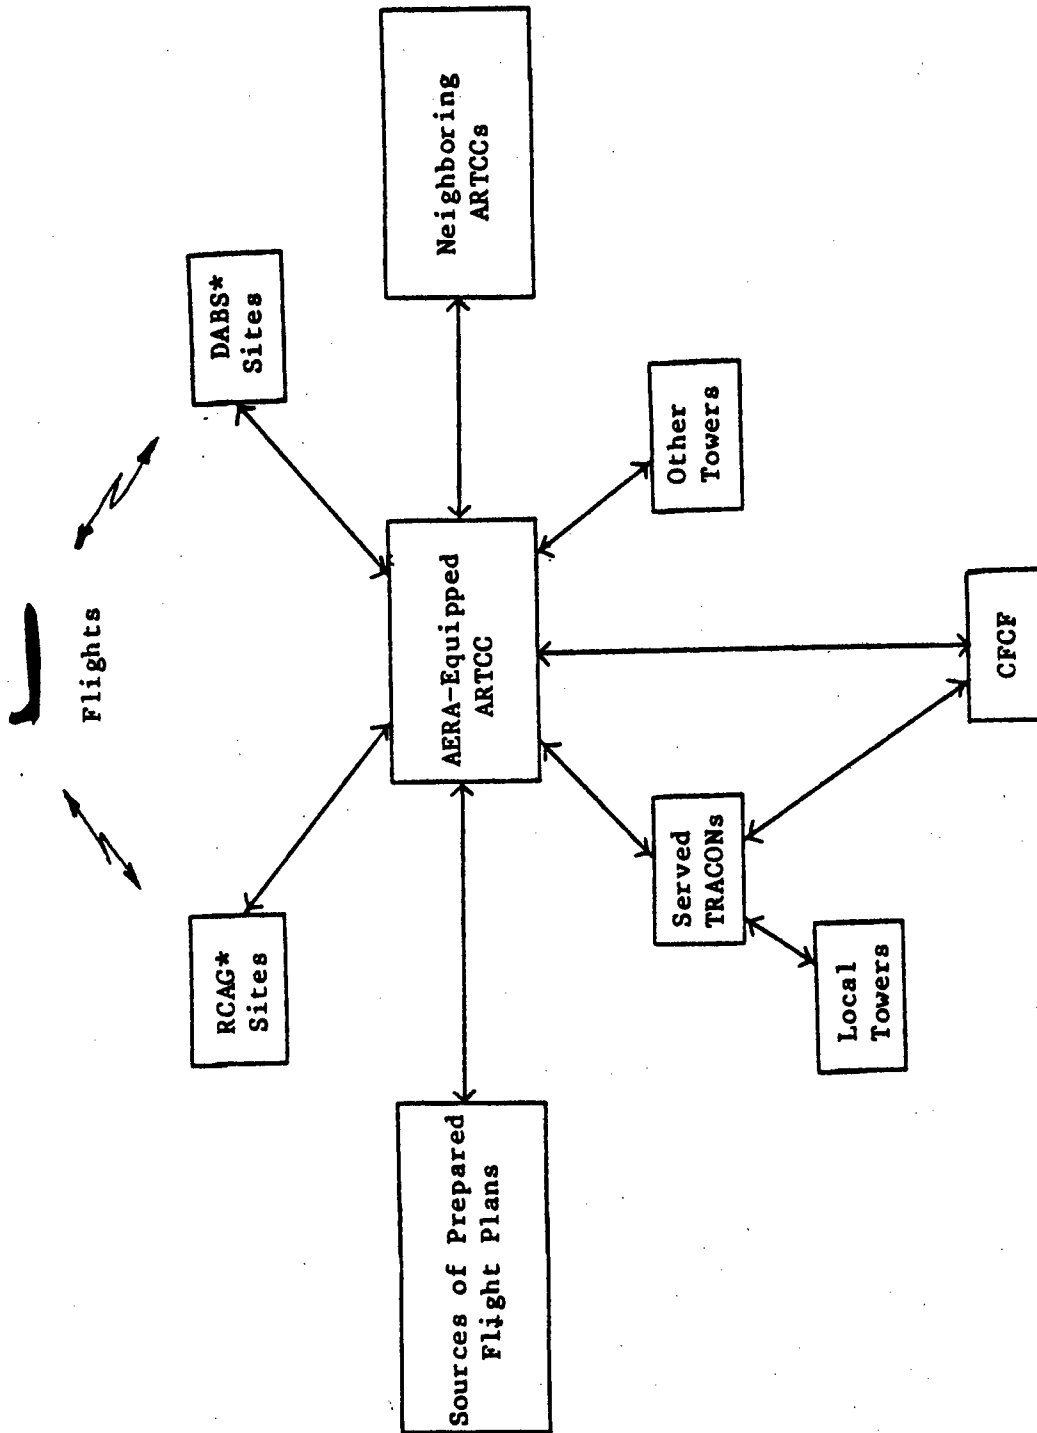 Flights
RCAG*
Sites
DABS*
Sites
Sources of Prepared
Flight Plans
AERA-Equipped
ARTCC
Neighboring
ARTCCs
Served
TRACONs
Other
Towers
Local
Towers
CFCF